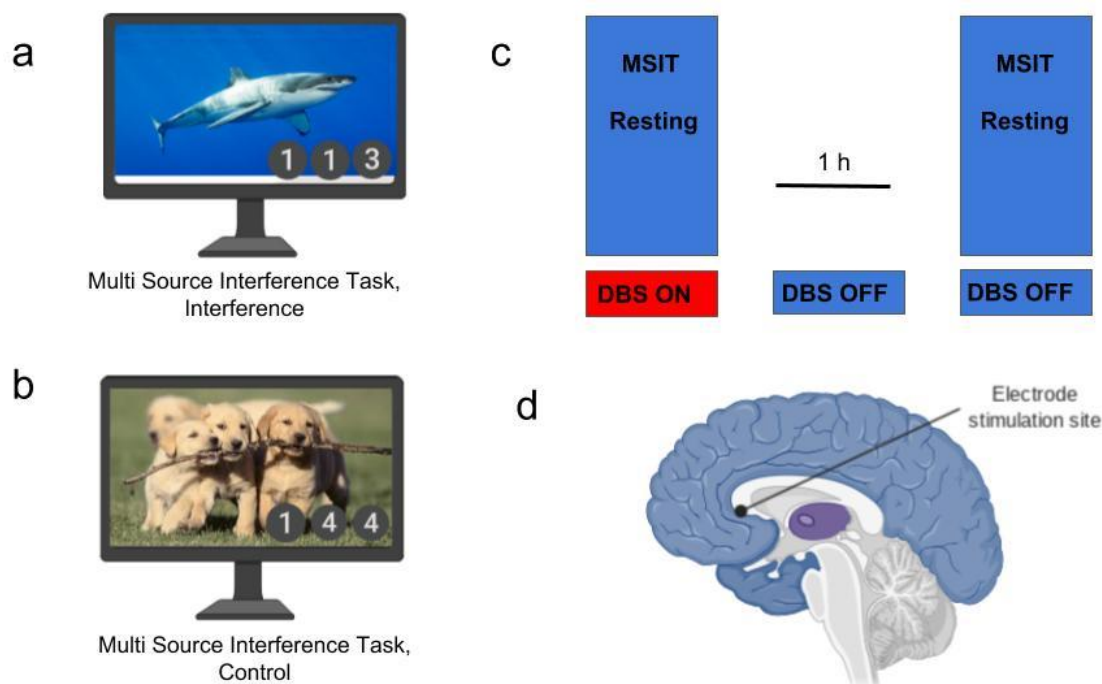 a
1 1 3
Multi Source Interference Task,
Interference
b
1 4 4
Multi Source Interference Task,
Control
c
MSIT
Resting
1 h
MSIT
Resting
DBS ON
DBS OFF
DBS OFF
d
Electrode
stimulation site